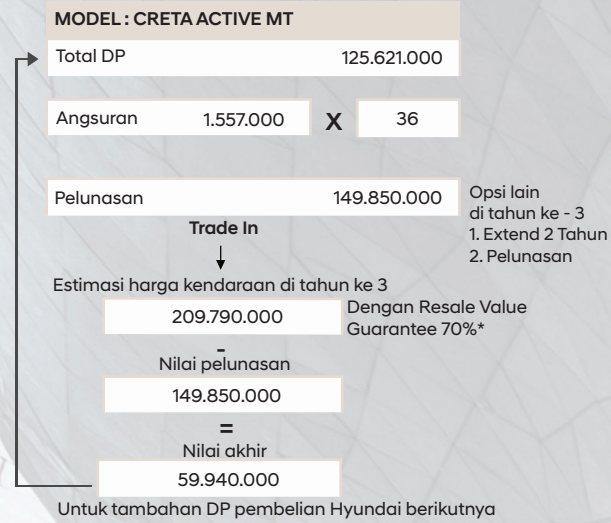 MODEL : CRETA ACTIVE MT
Total DP 125.621.000
Angsuran 1.557.000 X 36
Pelunasan 149.850.000
Opsi lain
di tahun ke - 3
1. Extend 2 Tahun
2. Pelunasan
Trade In
Estimasi harga kendaraan di tahun ke 3
209.790.000
Dengan Resale Value
Guarantee 70%*
-
Nilai pelunasan
149.850.000
=
Nilai akhir
59.940.000
Untuk tambahan DP pembelian Hyundai berikutnya